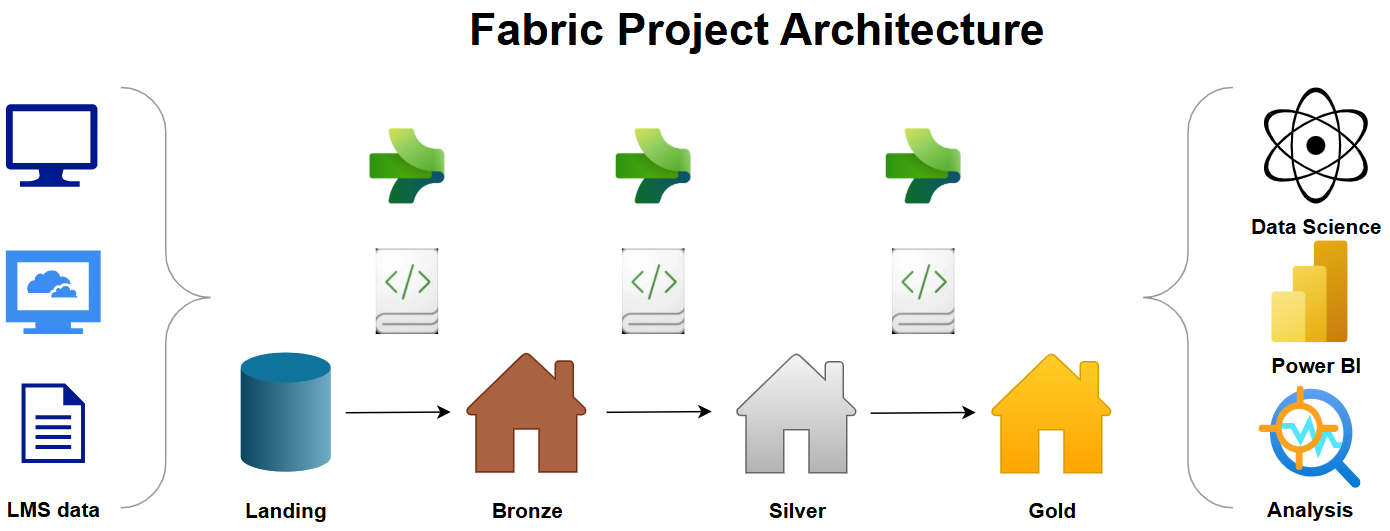 Fabric Project Architecture
Data Science
Power BI
LMS data
Landing
Bronze
Silver
Gold
Analysis